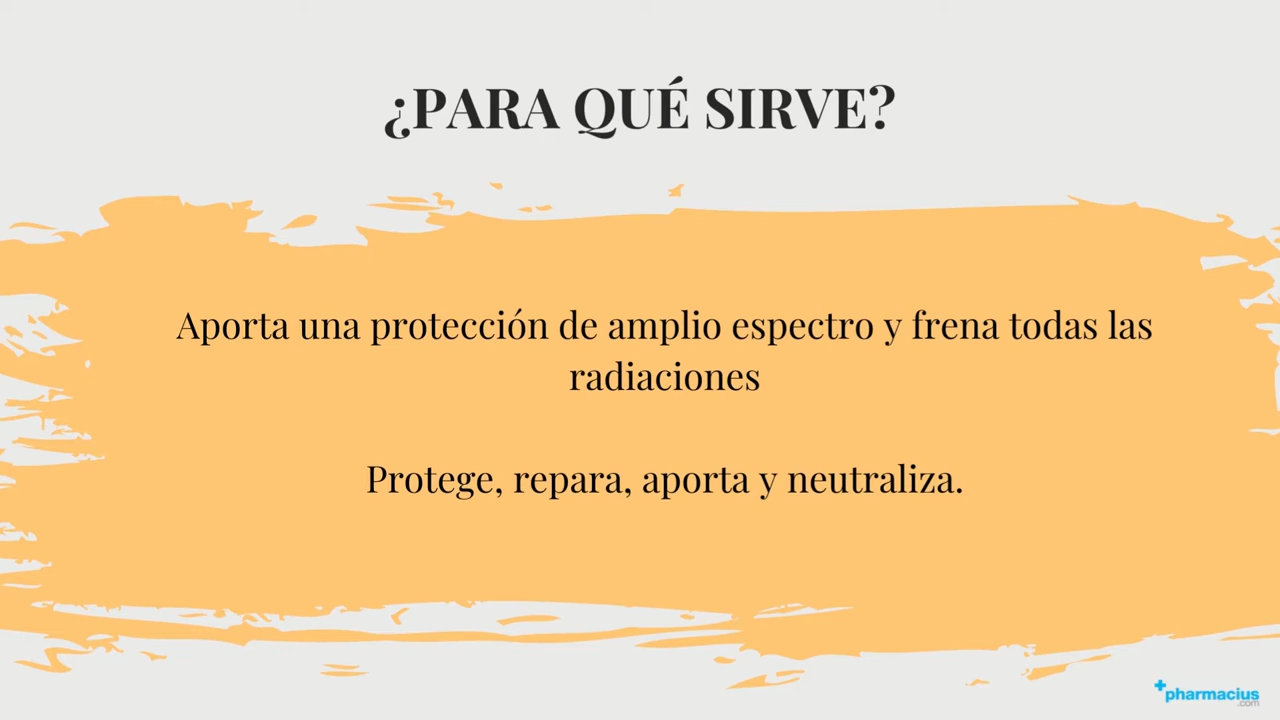 ¿PARA QUÉ SIRVE?
Aporta una protección de amplio espectro y frena todas las
radiaciones
Protege, repara, aporta y neutraliza.
pharmacius
.com